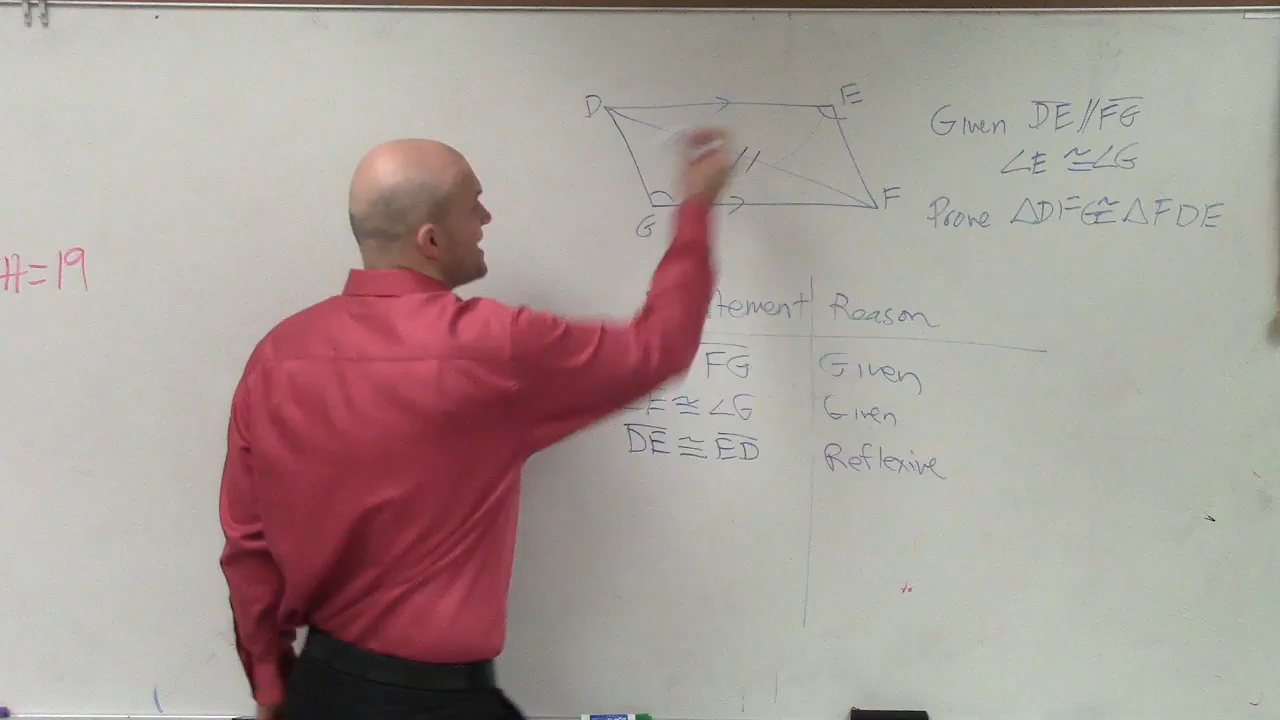 D
E
G
F
Given DE // FG
∠E ≅ ∠G
Prove △DFG ≅ △FDE
H=19
tement Reason
FG Given
∠E ≅ ∠G Given
DE ≅ ED Reflexive